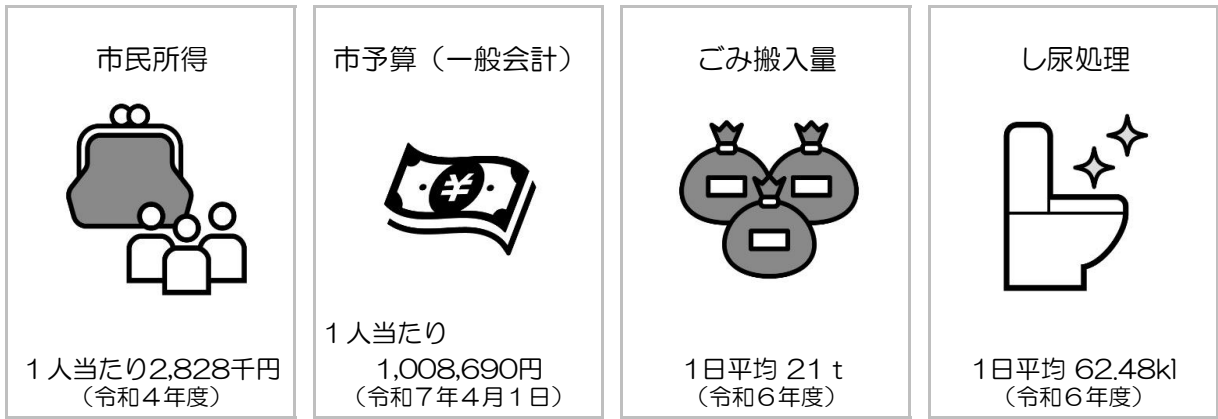 市民所得
1人当たり2,828千円
(令和4年度)
市予算(一般会計)
¥
1人当たり
1,008,690円
(令和7年4月1日)
ごみ搬入量
1日平均 21t
(令和6年度)
し尿処理
1日平均 62.48kl
(令和6年度)